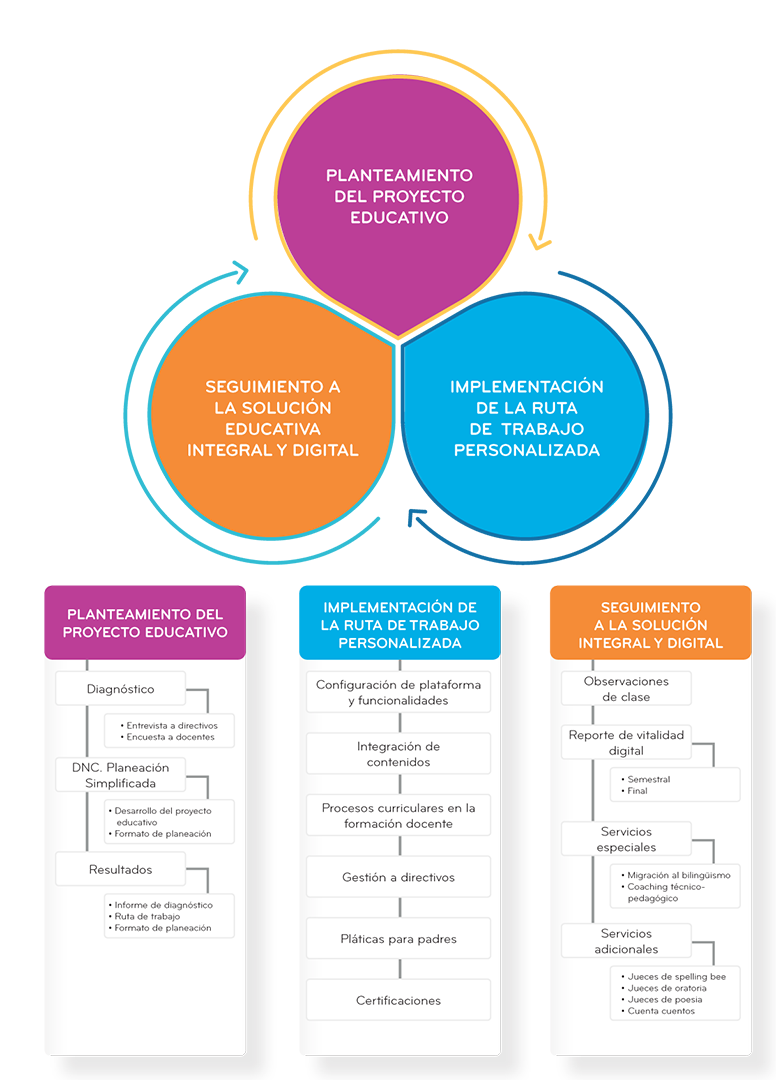 PLANTEAMIENTO
DEL PROYECTO
EDUCATIVO
SEGUIMIENTO A
LA SOLUCIÓN
EDUCATIVA
INTEGRAL Y DIGITAL
IMPLEMENTACIÓN
DE LA RUTA
DE TRABAJO
PERSONALIZADA
PLANTEAMIENTO DEL
PROYECTO EDUCATIVO
Diagnóstico
• Entrevista a directivos
• Encuesta a docentes
DNC. Planeación
Simplificada
• Desarrollo del proyecto
educativo
• Formato de planeación
Resultados
• Informe de diagnóstico
• Ruta de trabajo
• Formato de planeación
IMPLEMENTACIÓN DE
LA RUTA DE TRABAJO
PERSONALIZADA
Configuración de plataforma
y funcionalidades
Integración de
contenidos
Procesos curriculares en la
formación docente
Gestión a directivos
Pláticas para padres
Certificaciones
SEGUIMIENTO
A LA SOLUCIÓN
INTEGRAL Y DIGITAL
Observaciones
de clase
Reporte de vitalidad
digital
• Semestral
• Final
Servicios
especiales
• Migración al bilingüismo
• Coaching técnico-
pedagógico
Servicios
adicionales
• Jueces de spelling bee
• Jueces de oratoria
• Jueces de poesia
• Cuenta cuentos